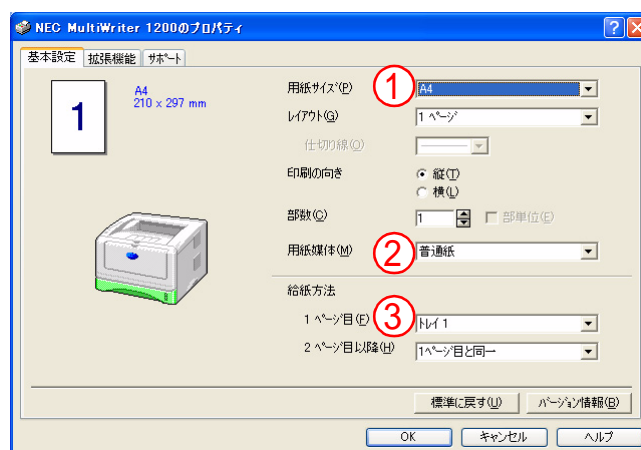 NEC MultiWriter 1200のプロパティ
基本設定 拡張機能 サポート
1
A4
210 x 297 mm
用紙サイズ(P) ① A4
レイアウト(G) 1 ページ
仕切り線(O)
印刷の向き 縦(T)
横(L)
部数(C) 1 部単位(E)
用紙媒体(M) ② 普通紙
給紙方法
1 ページ目(F) ③ トレイ 1
2 ページ目以降(H) 1ページ目と同一
標準に戻す(U) バージョン情報(B)
OK キャンセル ヘルプ